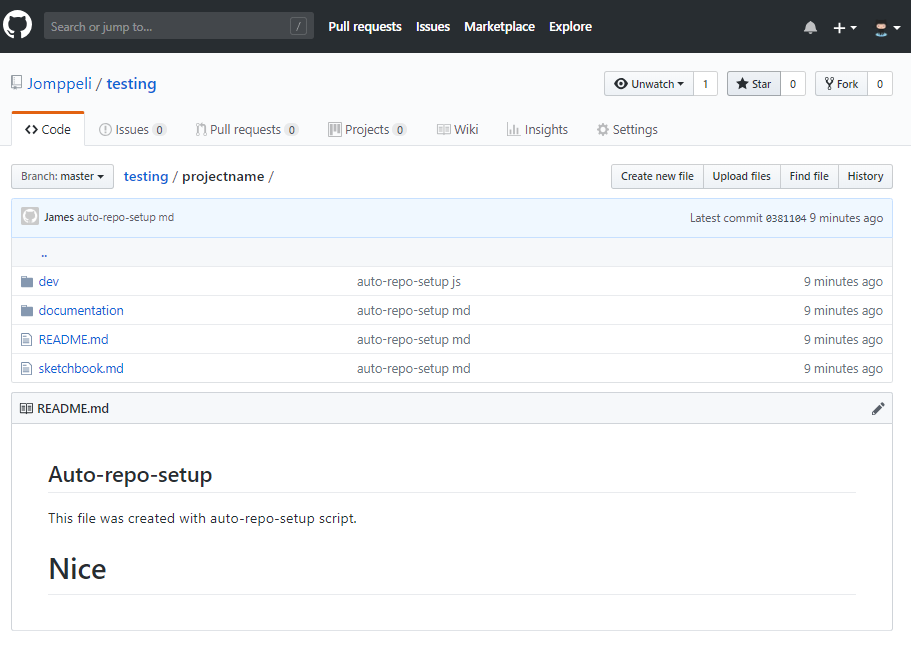 Search or jump to... /
Pull requests Issues Marketplace Explore
Jomppeli / testing
Unwatch 1 Star 0 Fork 0
Code Issues 0 Pull requests 0 Projects 0 Wiki Insights Settings
Branch: master testing / projectname /
Create new file Upload files Find file History
James auto-repo-setup md Latest commit 0381104 9 minutes ago
..
dev auto-repo-setup js 9 minutes ago
documentation auto-repo-setup md 9 minutes ago
README.md auto-repo-setup md 9 minutes ago
sketchbook.md auto-repo-setup md 9 minutes ago
README.md
Auto-repo-setup
This file was created with auto-repo-setup script.
Nice